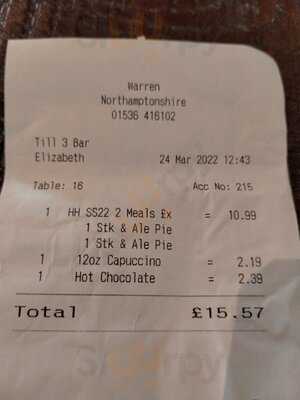 Warren
Northamptonshire
01536 416102
Till 3 Bar
Elizabeth 24 Mar 2022 12:43
Table: 16 Acc No: 215
1 HH SS22 2 Meals £x = 10.99
1 Stk & Ale Pie
1 Stk & Ale Pie
1 12oz Capuccino = 2.19
1 Hot Chocolate = 2.39
Total £15.57